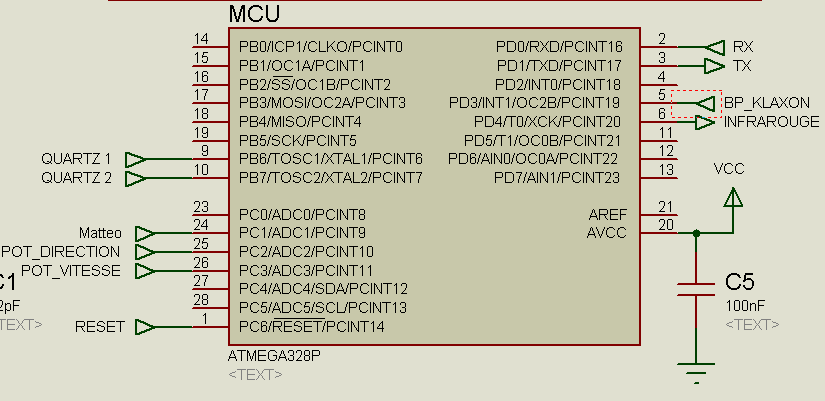 MCU
14 PB0/ICP1/CLKO/PCINT0 PD0/RXD/PCINT16 2 RX
15 PB1/OC1A/PCINT1 PD1/TXD/PCINT17 3 TX
16 PB2/SS/OC1B/PCINT2 PD2/INT0/PCINT18 4
17 PB3/MOSI/OC2A/PCINT3 PD3/INT1/OC2B/PCINT19 5 BP_KLAXON
18 PB4/MISO/PCINT4 PD4/T0/XCK/PCINT20 6 INFRAROUGE
19 PB5/SCK/PCINT5 PD5/T1/OC0B/PCINT21 11
QUARTZ 1 9 PB6/TOSC1/XTAL1/PCINT6 PD6/AIN0/OC0A/PCINT22 12
QUARTZ 2 10 PB7/TOSC2/XTAL2/PCINT7 PD7/AIN1/PCINT23 13
VCC
23 PC0/ADC0/PCINT8 AREF 21
Matteo 24 PC1/ADC1/PCINT9 AVCC 20
POT_DIRECTION 25 PC2/ADC2/PCINT10
POT_VITESSE 26 PC3/ADC3/PCINT11
27 PC4/ADC4/SDA/PCINT12
28 PC5/ADC5/SCL/PCINT13
RESET 1 PC6/RESET/PCINT14
C1
2pF
<TEXT>
C5
100nF
<TEXT>
ATMEGA328P
<TEXT>